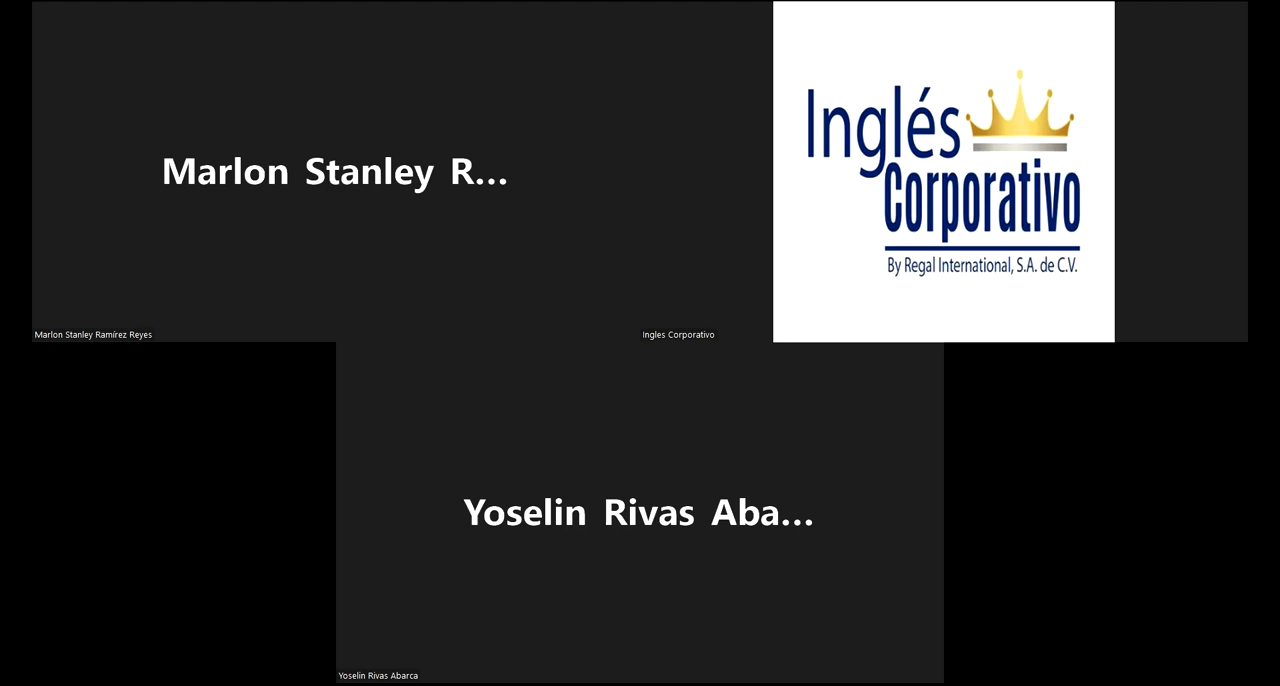 Marlon Stanley R...
Marlon Stanley Ramírez Reyes
Inglés
Corporativo
By Regal International, S.A. de C.V.
Ingles Corporativo
Yoselin Rivas Aba...
Yoselin Rivas Abarca